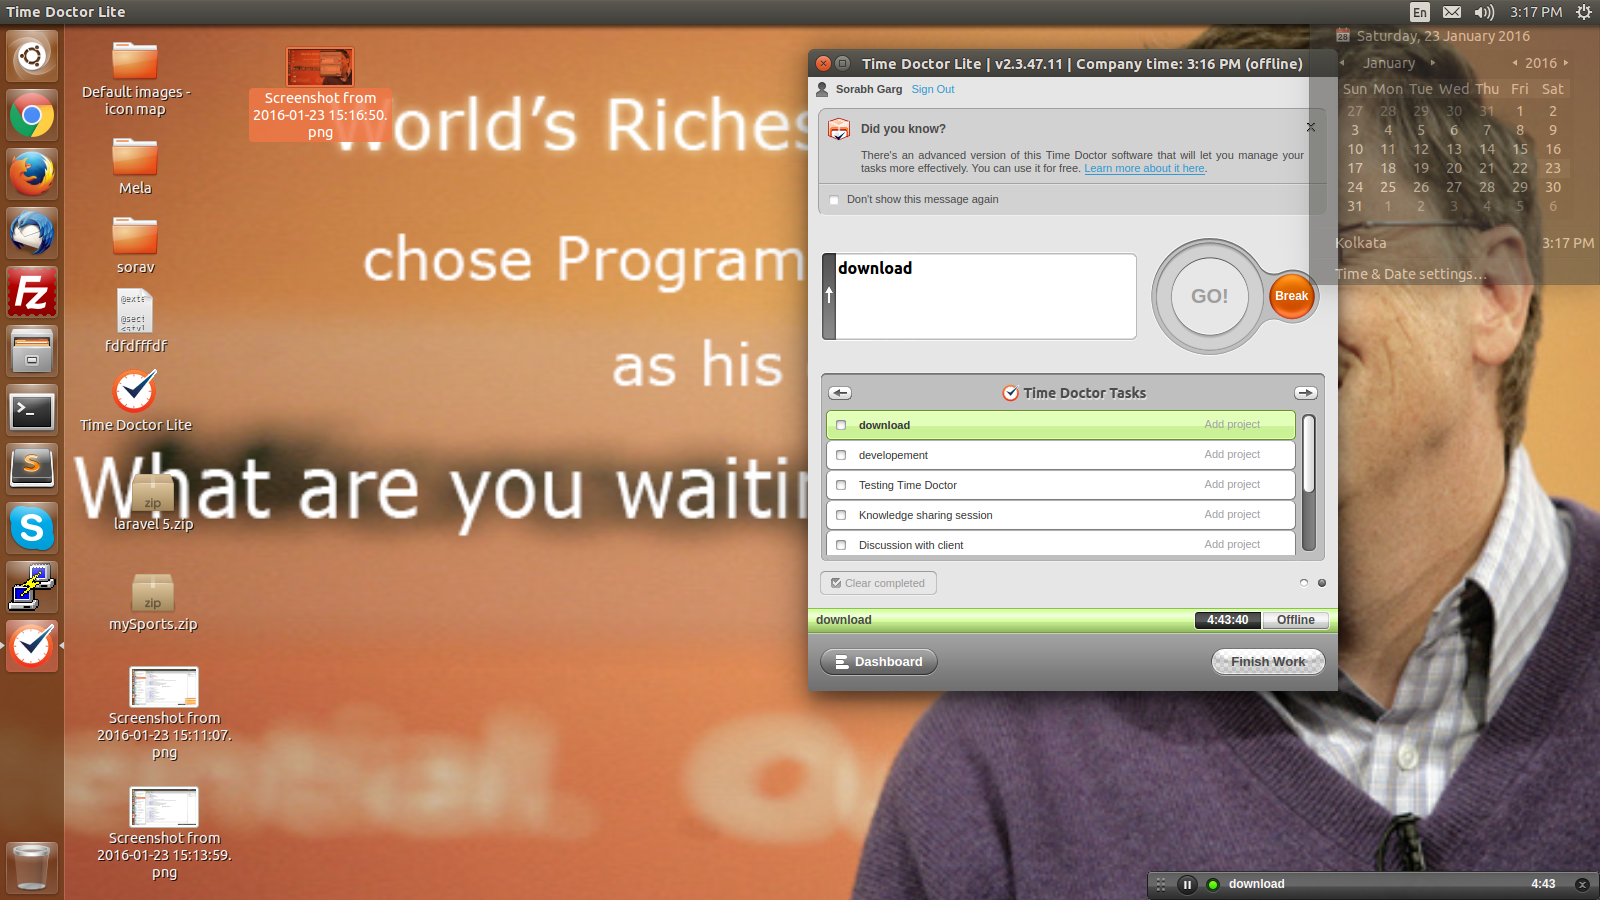 Time Doctor Lite
En
3:17 PM
Default images -
icon map
Mela
sorav
fdfdfffdf
Time Doctor Lite
zip
laravel 5.zip
zip
mySports.zip
Screenshot from
2016-01-23 15:11:07.
png
Screenshot from
2016-01-23 15:13:59.
png
Screenshot from
2016-01-23 15:16:50.
png
World's Riches
chose Program
as his
What are you waitin
Time Doctor Lite | v2.3.47.11 | Company time: 3:16 PM (offline)
Sorabh Garg Sign Out
Did you know?
There's an advanced version of this Time Doctor software that will let you manage your
tasks more effectively. You can use it for free. Learn more about it here.
Don't show this message again
download
GO!
Break
Time Doctor Tasks
download Add project
developement Add project
Testing Time Doctor Add project
Knowledge sharing session Add project
Discussion with client Add project
Clear completed
download 4:43:40 Offline
Dashboard Finish Work
Saturday, 23 January 2016
January 2016
Sun Mon Tue Wed Thu Fri Sat
27 28 29 30 31 1 2
3 4 5 6 7 8 9
10 11 12 13 14 15 16
17 18 19 20 21 22 23
24 25 26 27 28 29 30
31 1 2 3 4 5 6
Kolkata 3:17 PM
Time & Date settings...
download 4:43